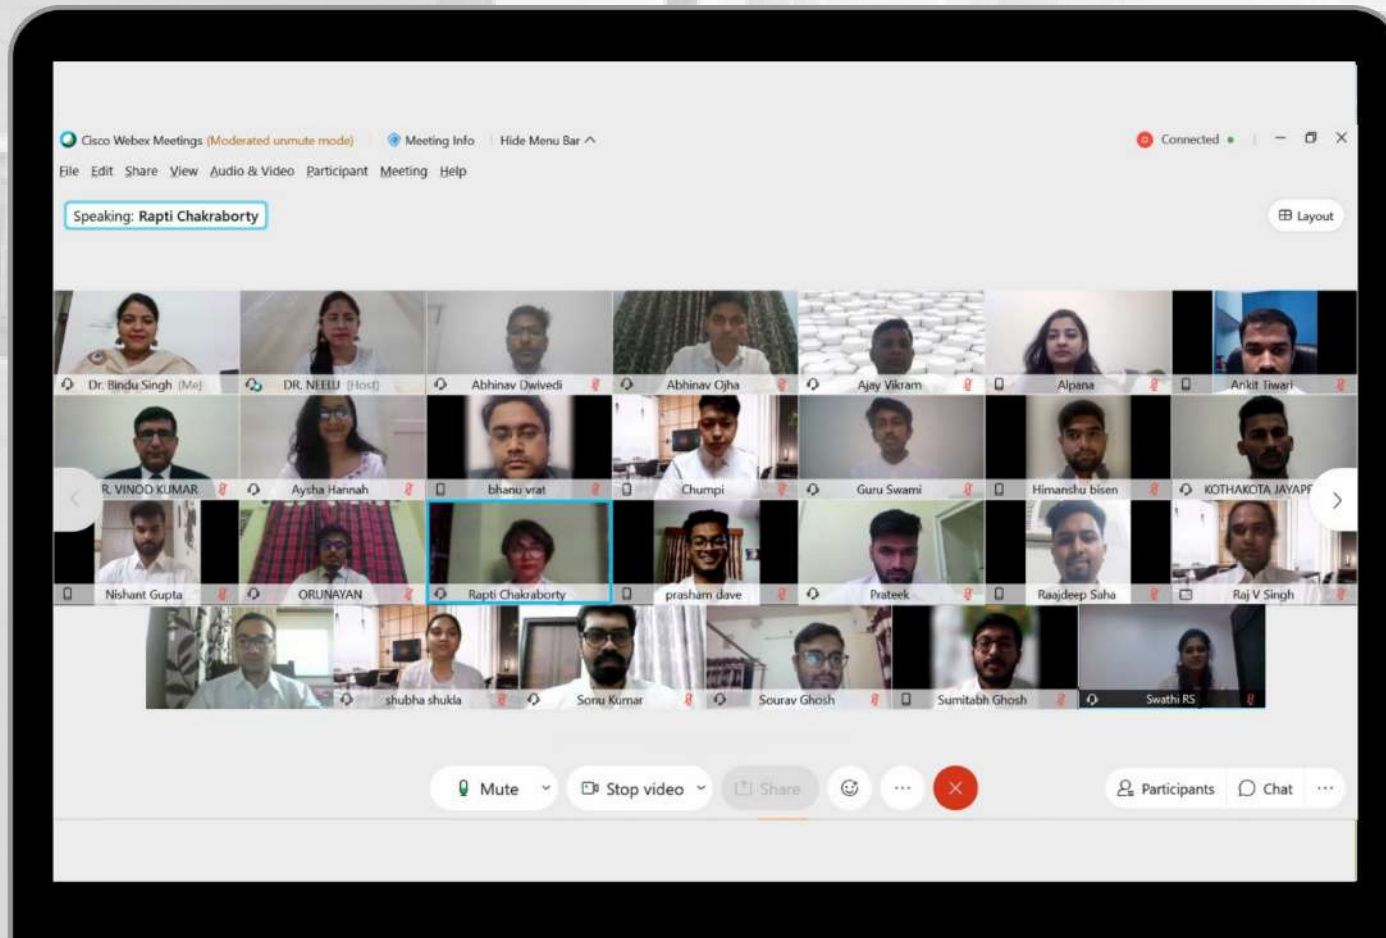 Cisco Webex Meetings (Moderated unmute mode) Meeting Info Hide Menu Bar Connected
File Edit Share View Audio & Video Participant Meeting Help
Speaking: Rapti Chakraborty
Layout
Dr. Bindu Singh (Me) DR. NEELU (Host) Abhinav Dwivedi Abhinav Ojha Ajay Vikram Alpana Ankit Tiwari
R. VINOD KUMAR Aysha Hannah bhanu vrat Chumpi Guru Swami Himanshu bisen KOTHAKOTA JAYAPR
Nishant Gupta ORUNAYAN Rapti Chakraborty prasham dave Prateek Raajdeep Saha Raj V Singh
shubha shukla Sonu Kumar Sourav Ghosh Sumitabh Ghosh Swathi RS
Mute Stop video Share Participants Chat